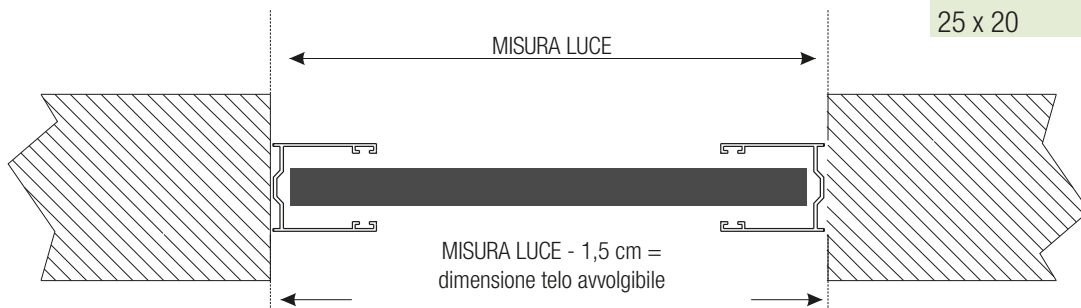 25 x 20
MISURA LUCE
MISURA LUCE - 1,5 cm =
dimensione telo avvolgibile